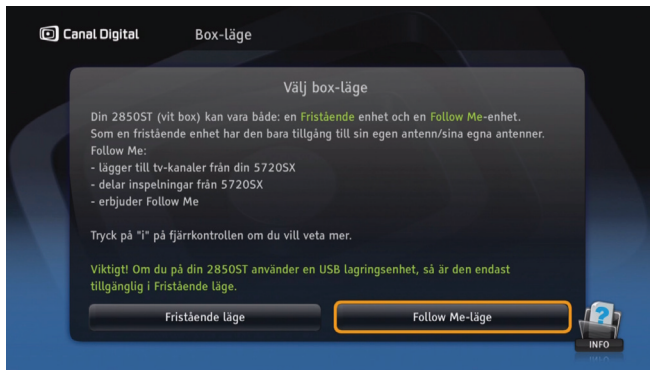 Canal Digital
Box-läge
Välj box-läge
Din 2850ST (vit box) kan vara både: en Fristående enhet och en Follow Me-enhet.
Som en fristående enhet har den bara tillgång till sin egen antenn/sina egna antenner.
Follow Me:
- lägger till tv-kanaler från din 5720SX
- delar inspelningar från 5720SX
- erbjuder Follow Me
Tryck på "i" på fjärrkontrollen om du vill veta mer.
Viktigt! Om du på din 2850ST använder en USB lagringsenhet, så är den endast
tillgänglig i Fristående läge.
Fristående läge
Follow Me-läge
?
INFO